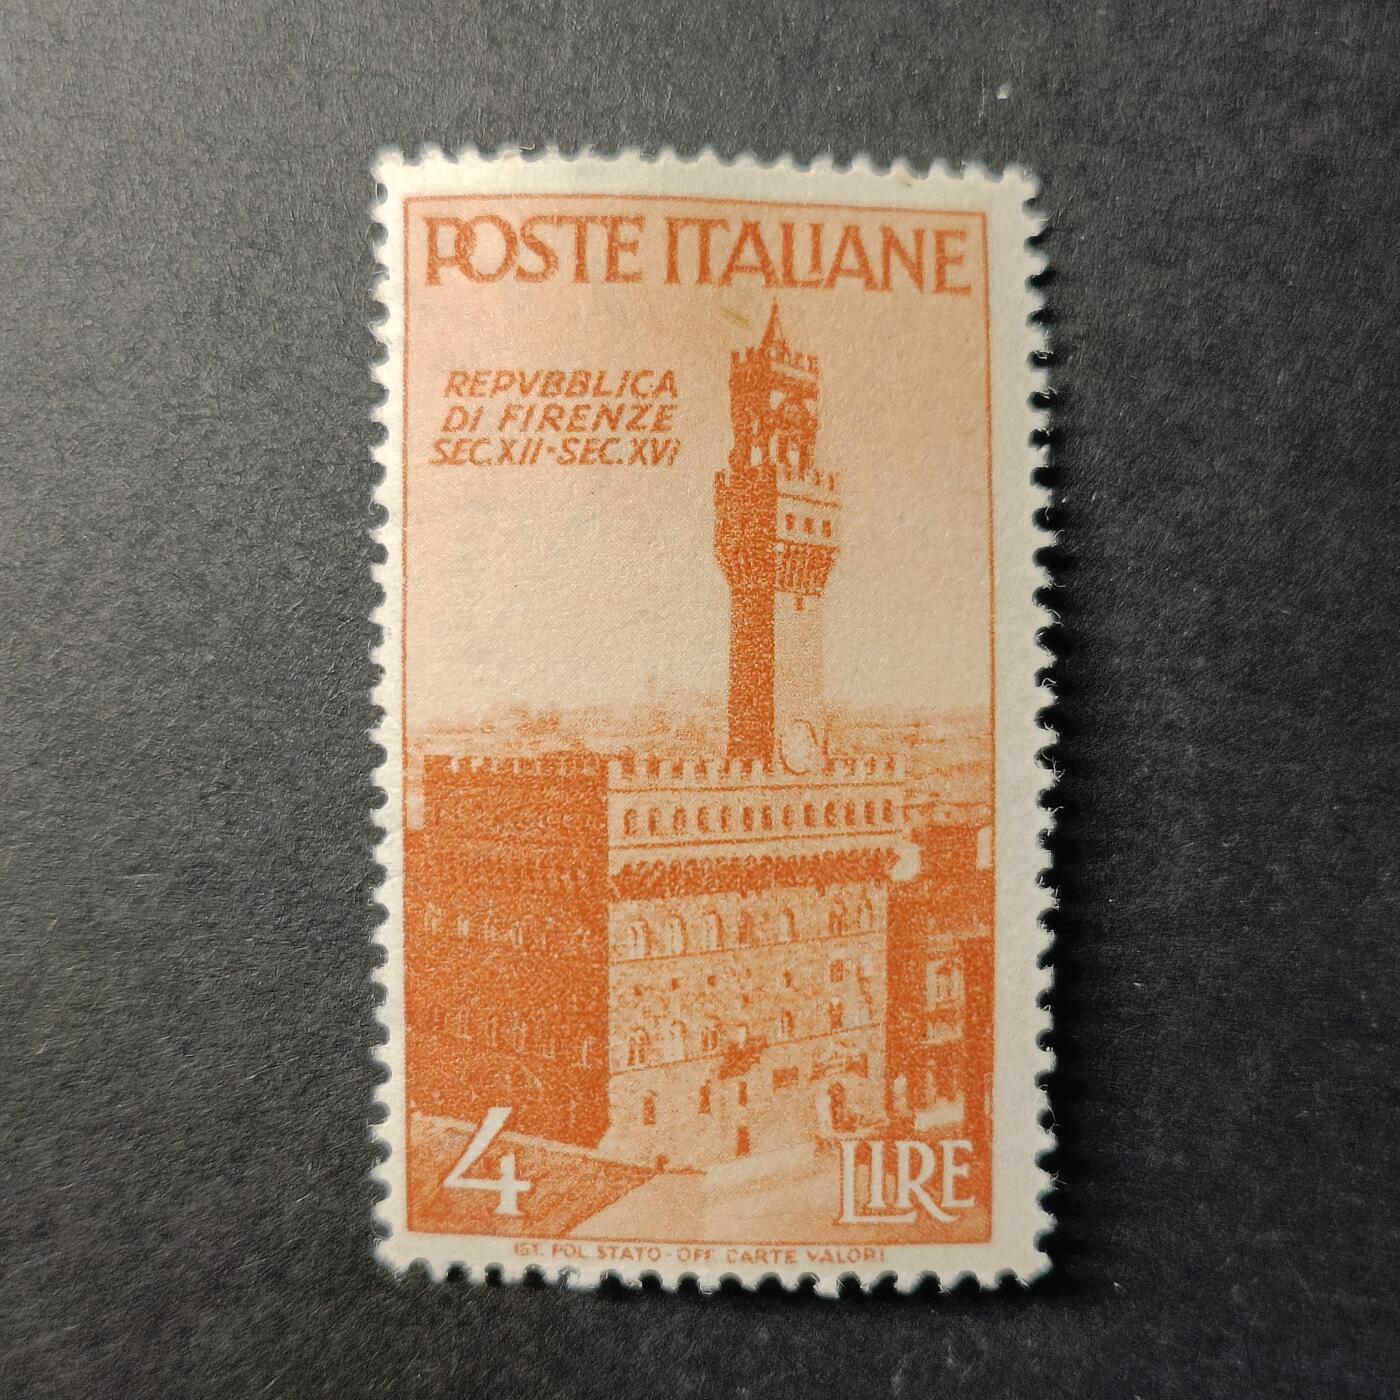 POSTE ITALIANE
REPVBBLICA
DI FIRENZE
SEC.XII-SEC.XVI
4 LIRE
IST. POL. STATO-OFF. CARTE VALORI